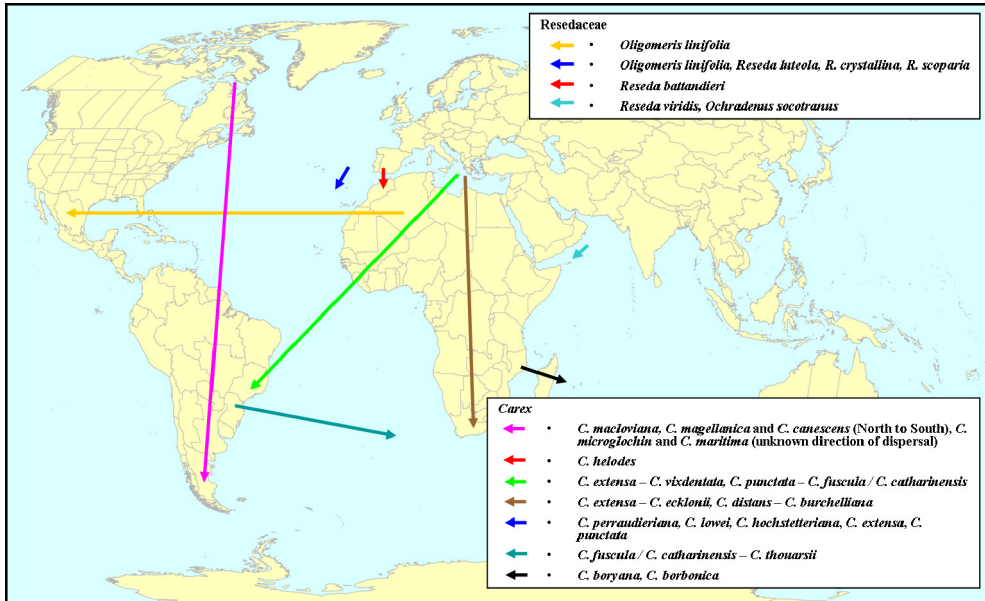 Resedaceae
• Oligomeris linifolia
• Oligomeris linifolia, Reseda luteola, R. crystallina, R. scoparia
• Reseda battandieri
• Reseda viridis, Ochradenus socotranus
Carex
• C. macloviana, C. magellanica and C. canescens (North to South), C.
microglochin and C. maritima (unknown direction of dispersal)
• C. helodes
• C. extensa – C. vixdentata, C. punctata – C. fuscula / C. catharinensis
• C. extensa – C. ecklonii, C. distans – C. burchelliana
• C. perraudieriana, C. lowei, C. hochstetteriana, C. extensa, C.
punctata
• C. fuscula / C. catharinensis – C. thouarsii
• C. boryana, C. borbonica